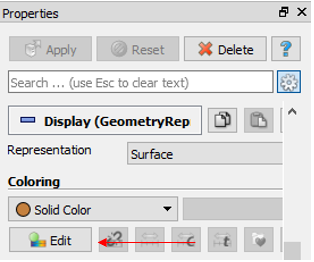 Properties
Apply Reset Delete ?
Search ... (use Esc to clear text)
Display (GeometryRep
Representation Surface
Coloring
Solid Color
Edit